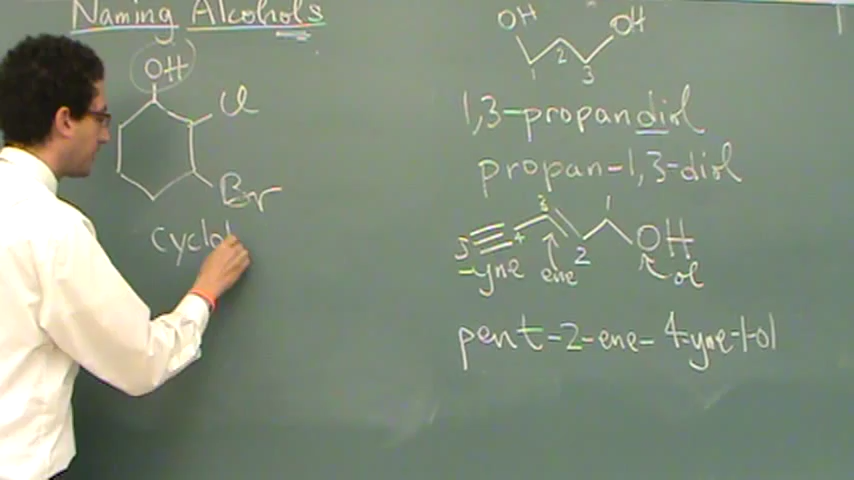 Naming Alcohols
OH
Cl
Br
cyclo
OH OH
1 2 3
1,3-propandiol
propan-1,3-diol
5 4 3 2 1 OH
-yne ene ol
pent-2-ene-4-yne-1-ol